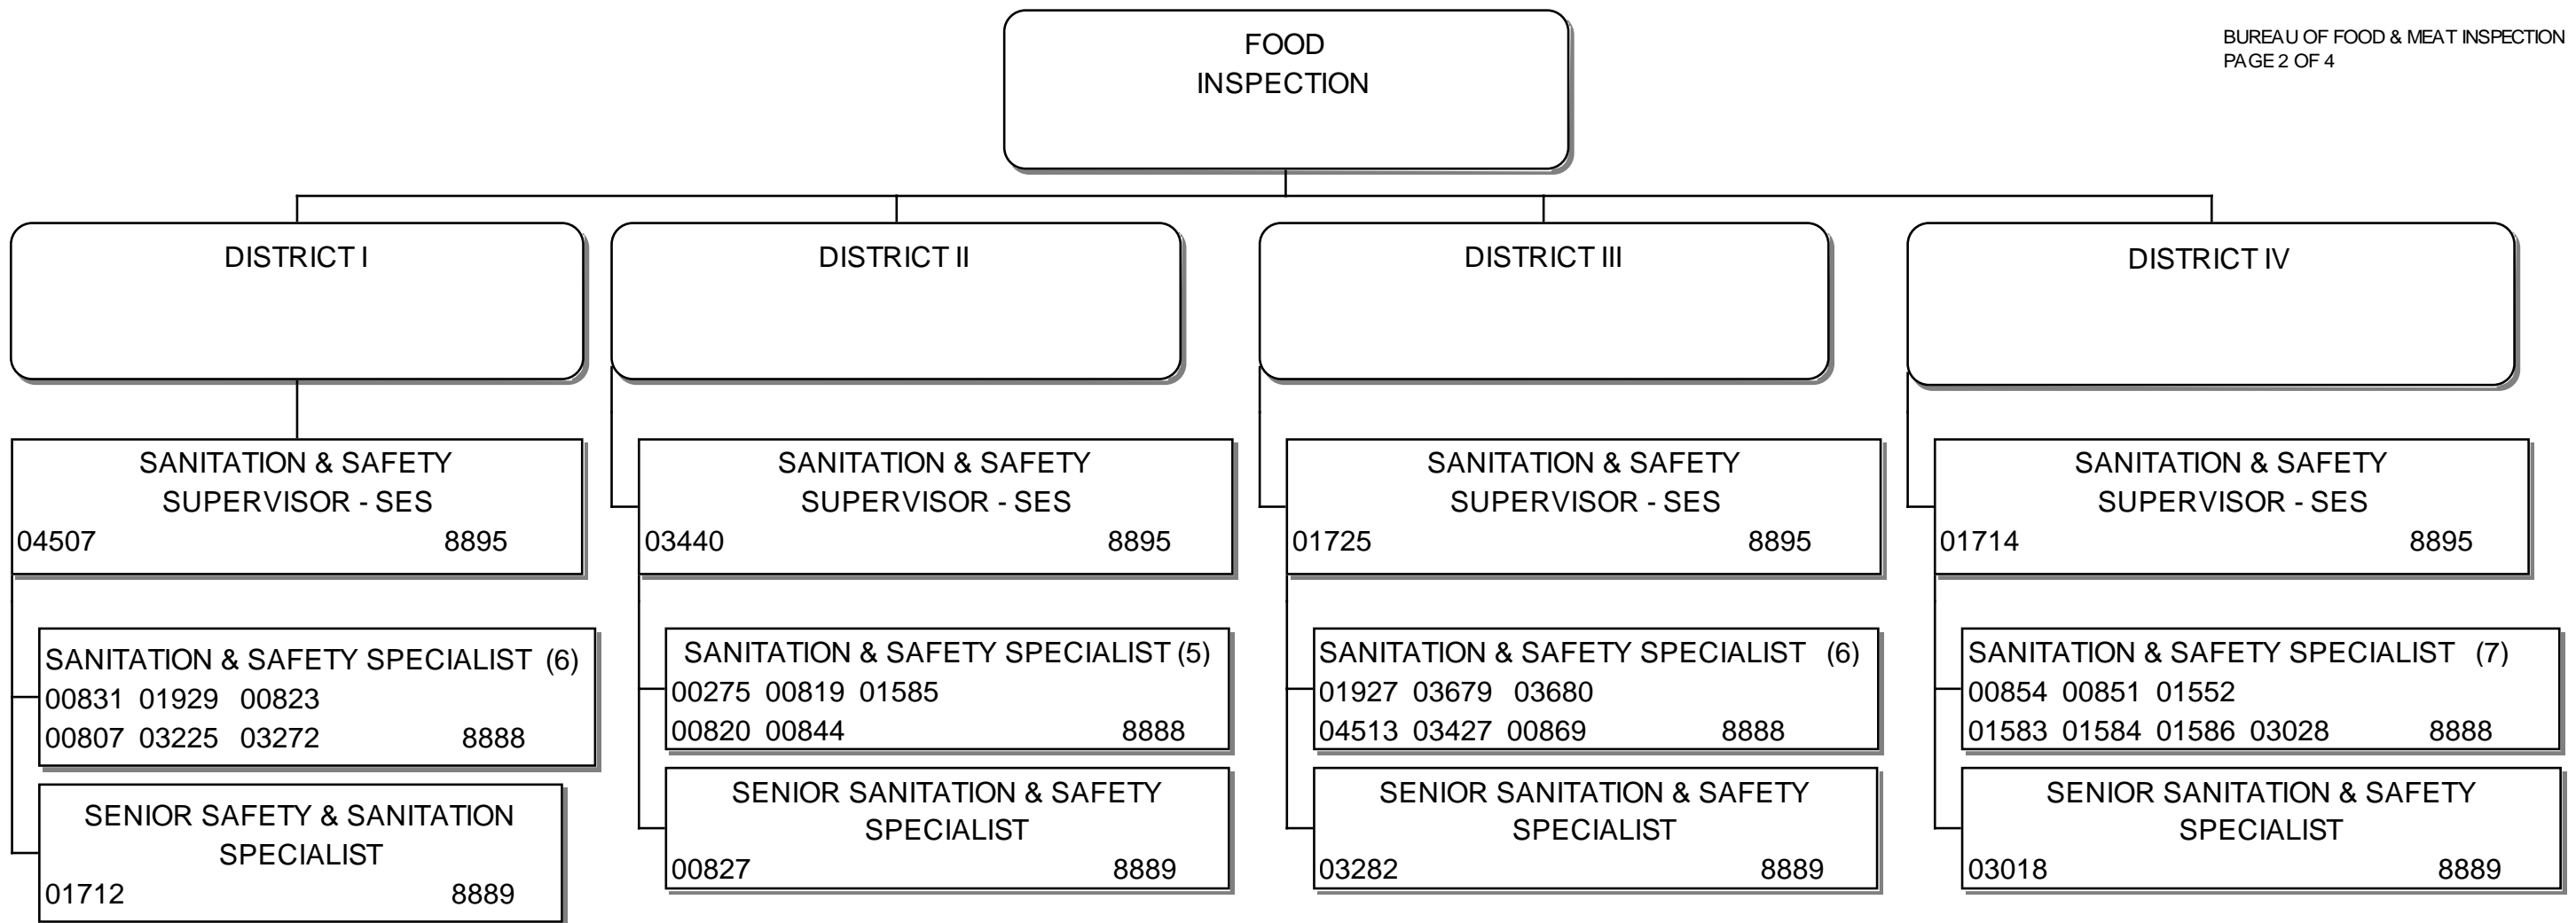 FOOD
INSPECTION
BUREAU OF FOOD & MEAT INSPECTION
PAGE 2 OF 4
DISTRICT I
DISTRICT II
DISTRICT III
DISTRICT IV
SANITATION & SAFETY
SUPERVISOR - SES
04507 8895
SANITATION & SAFETY
SUPERVISOR - SES
03440 8895
SANITATION & SAFETY
SUPERVISOR - SES
01725 8895
SANITATION & SAFETY
SUPERVISOR - SES
01714 8895
SANITATION & SAFETY SPECIALIST (6)
00831 01929 00823
00807 03225 03272 8888
SANITATION & SAFETY SPECIALIST (5)
00275 00819 01585
00820 00844 8888
SANITATION & SAFETY SPECIALIST (6)
01927 03679 03680
04513 03427 00869 8888
SANITATION & SAFETY SPECIALIST (7)
00854 00851 01552
01583 01584 01586 03028 8888
SENIOR SAFETY & SANITATION
SPECIALIST
01712 8889
SENIOR SANITATION & SAFETY
SPECIALIST
00827 8889
SENIOR SANITATION & SAFETY
SPECIALIST
03282 8889
SENIOR SANITATION & SAFETY
SPECIALIST
03018 8889